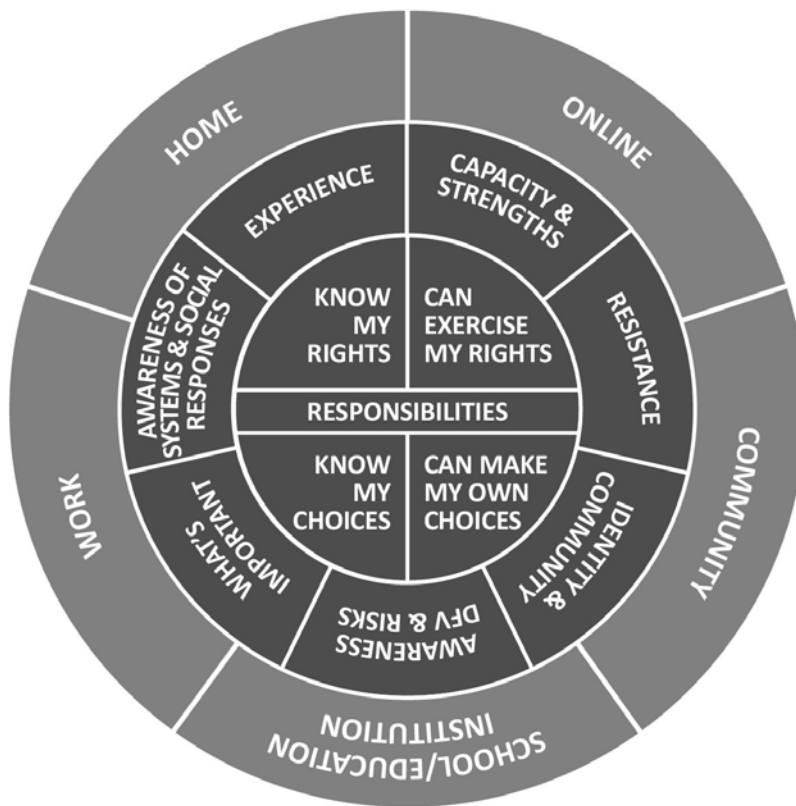 HOME
ONLINE
COMMUNITY
SCHOOL/EDUCATION
INSTITUTION
WORK
EXPERIENCE
CAPACITY &
STRENGTHS
RESISTANCE
IDENTITY &
COMMUNITY
AWARENESS
DFV & RISKS
WHAT'S
IMPORTANT
AWARENESS OF
SYSTEMS & SOCIAL
RESPONSES
KNOW
MY
RIGHTS
CAN
EXERCISE
MY RIGHTS
RESPONSIBILITIES
KNOW
MY
CHOICES
CAN MAKE
MY OWN
CHOICES